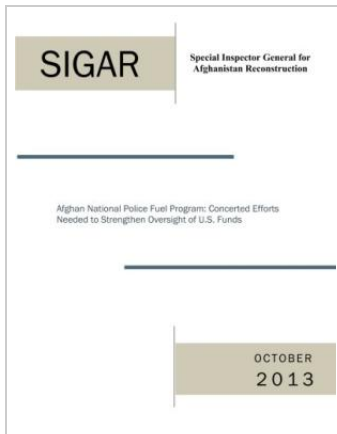 SIGAR
Special Inspector General for
Afghanistan Reconstruction
Afghan National Police Fuel Program: Concerted Efforts
Needed to Strengthen Oversight of U.S. Funds
OCTOBER
2013